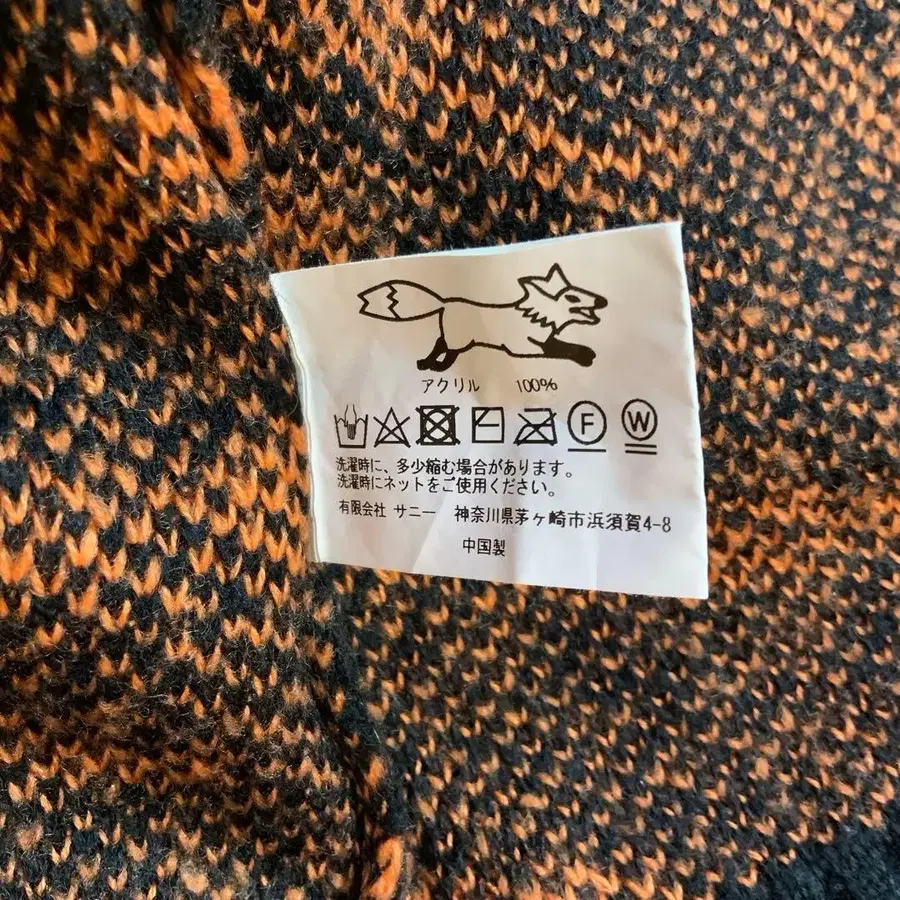 アクリル 100%
F W
洗濯時に、多少縮む場合があります。
洗濯時にネットをご使用ください。
有限会社 サニー 神奈川県茅ヶ崎市浜須賀4-8
中国製